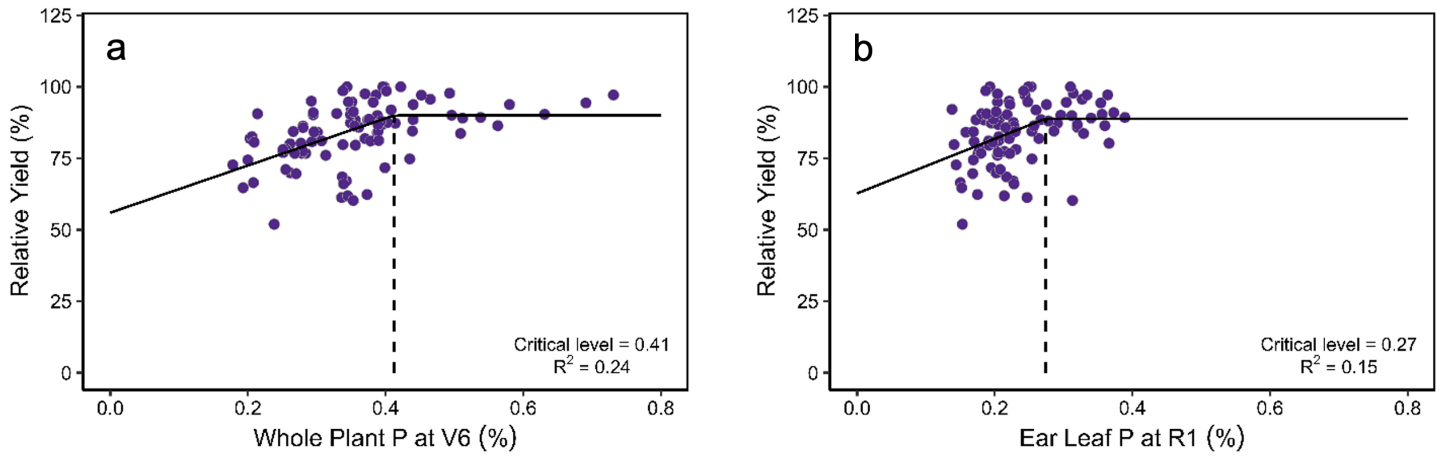 a
125
100
75
50
25
0
Relative Yield (%)
Critical level = 0.41
R² = 0.24
0.0 0.2 0.4 0.6 0.8
Whole Plant P at V6 (%)
b
125
100
75
50
25
0
Relative Yield (%)
Critical level = 0.27
R² = 0.15
0.0 0.2 0.4 0.6 0.8
Ear Leaf P at R1 (%)